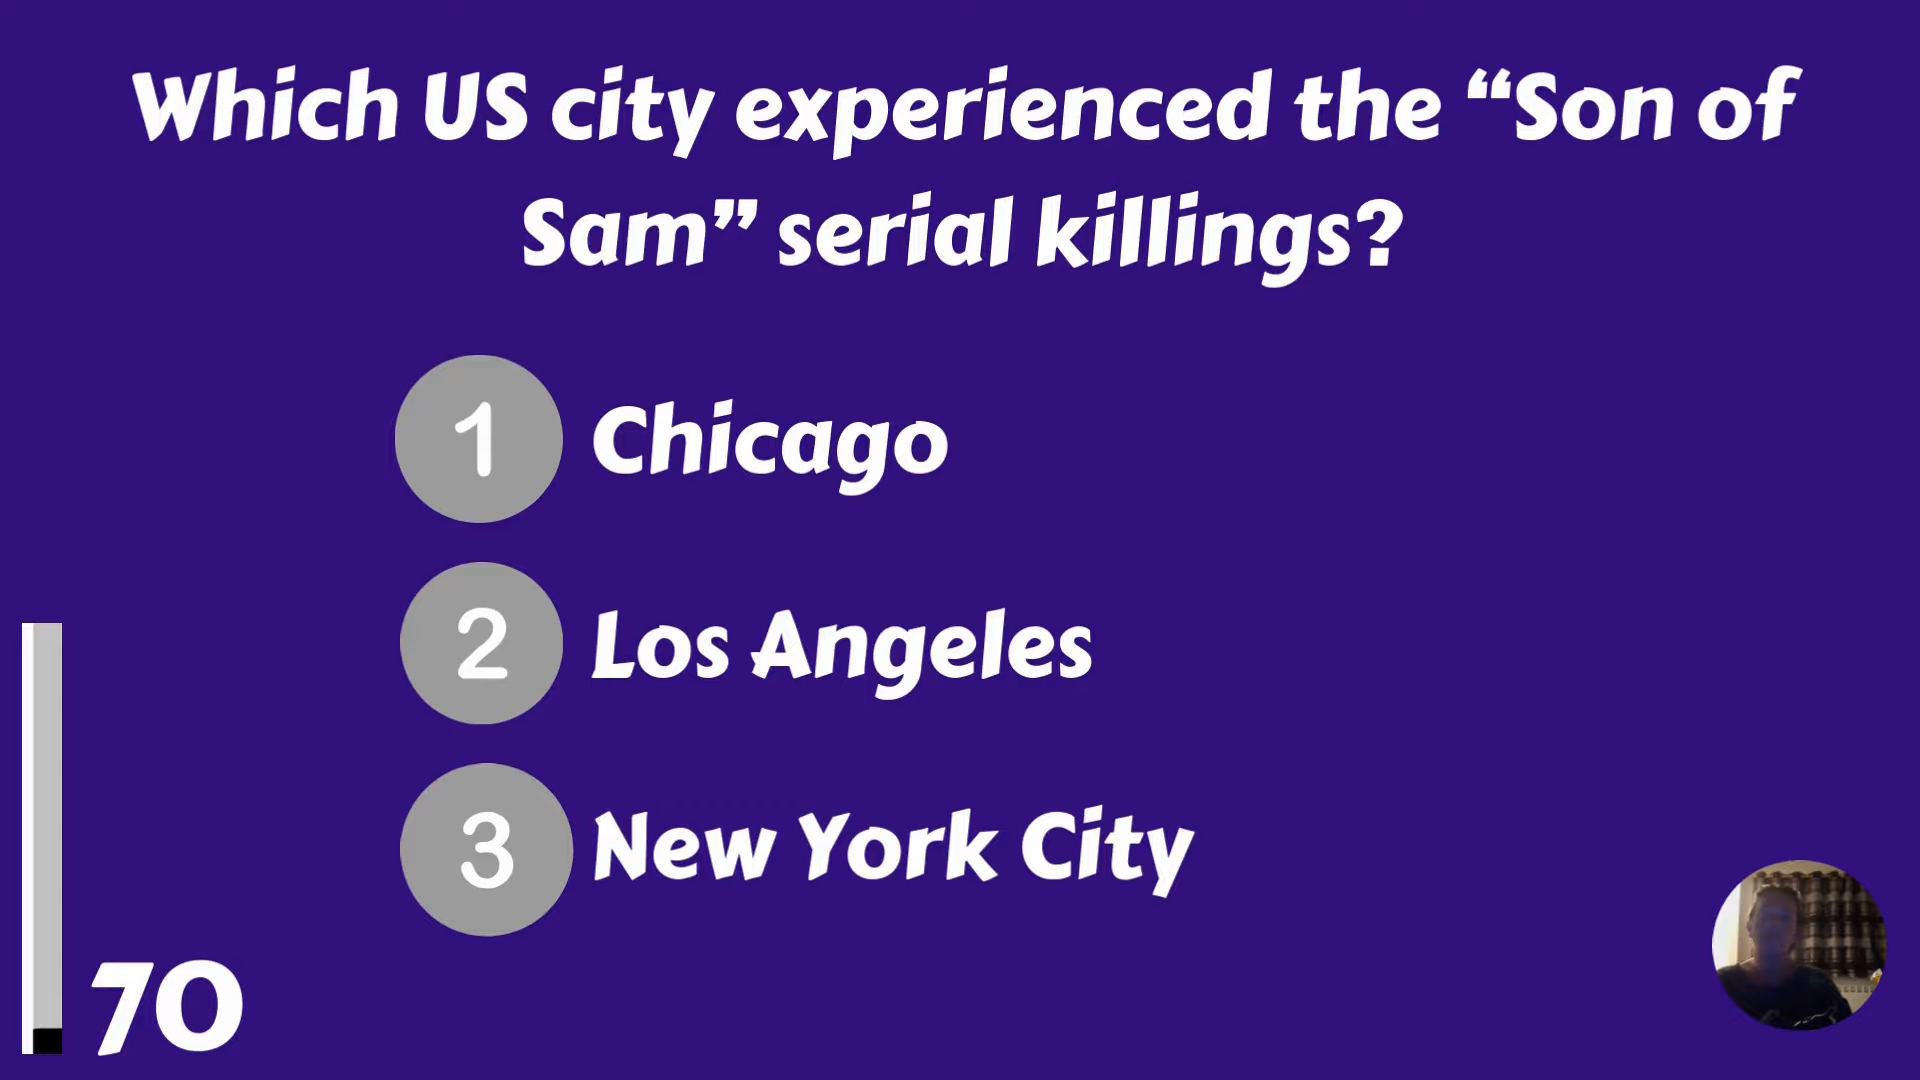 Which US city experienced the “Son of
Sam” serial killings?
1 Chicago
2 Los Angeles
3 New York City
70